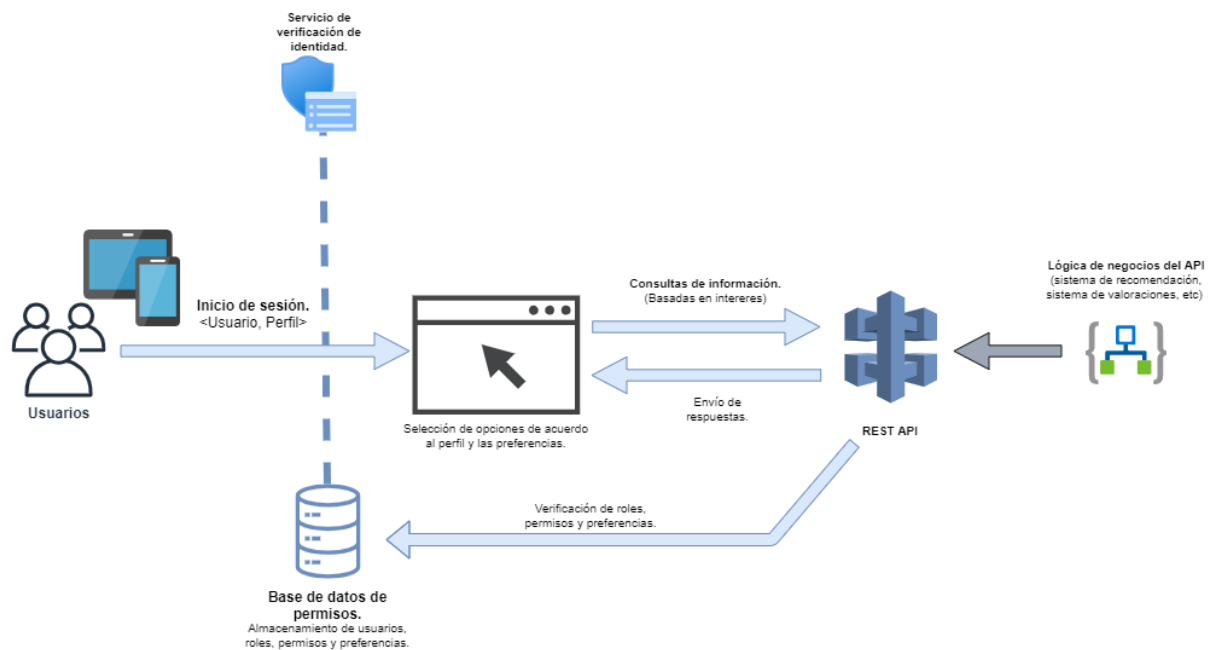 Servicio de
verificación de
identidad.
Inicio de sesión.
<Usuario, Perfil>
Usuarios
Consultas de información.
(Basadas en intereres)
Lógica de negocios del API
(sistema de recomendación,
sistema de valoraciones, etc)
Selección de opciones de acuerdo
al perfil y las preferencias.
Envío de
respuestas.
REST API
Verificación de roles,
permisos y preferencias.
Base de datos de
permisos.
Almacenamiento de usuarios,
roles, permisos y preferencias.